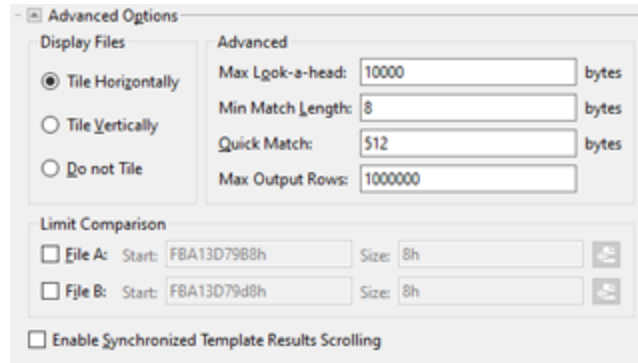 Advanced Options
Display Files
Tile Horizontally
Tile Vertically
Do not Tile
Advanced
Max Look-a-head: 10000 bytes
Min Match Length: 8 bytes
Quick Match: 512 bytes
Max Output Rows: 1000000
Limit Comparison
File A: Start: FBA13D79B8h Size: 8h
File B: Start: FBA13D79d8h Size: 8h
Enable Synchronized Template Results Scrolling